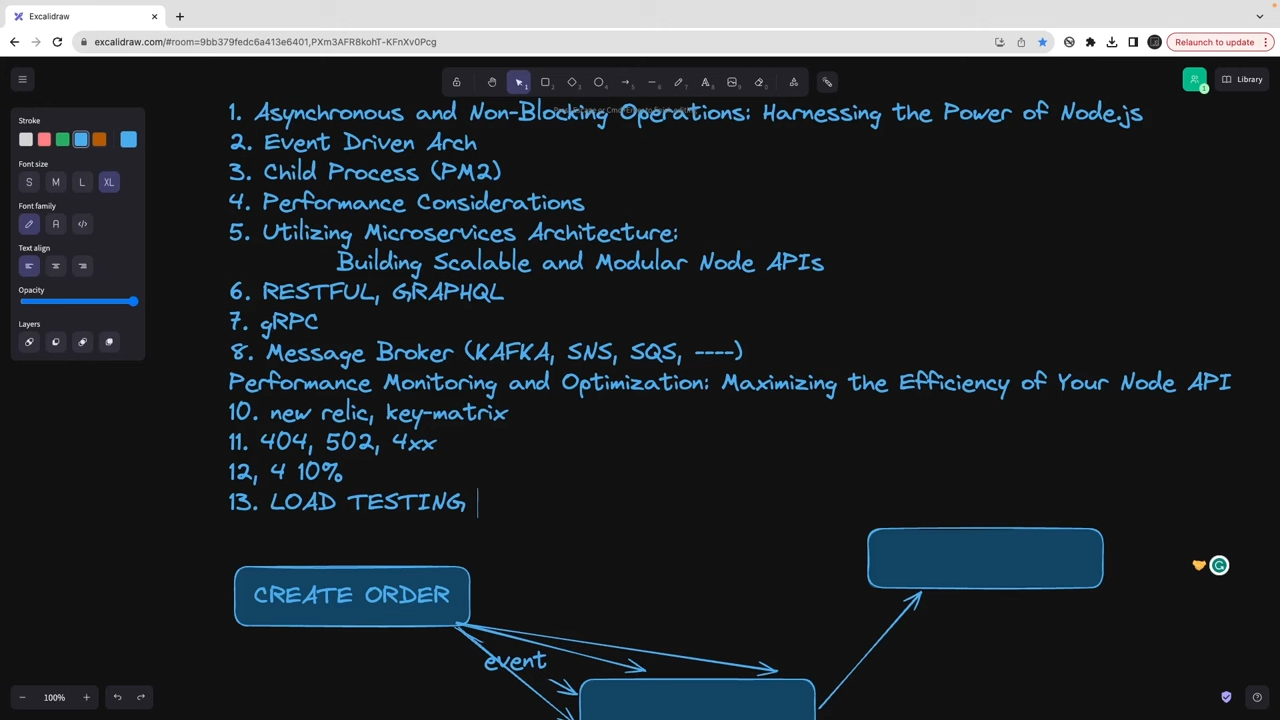 Excalidraw
excalidraw.com/#room=9bb379fedc6a413e6401,PXm3AFR8kohT-KFnXv0Pcg
Relaunch to update
Library
Stroke
Font size
S M L XL
Font family
Text align
Opacity
Layers
1. Asynchronous and Non-Blocking Operations: Harnessing the Power of Node.js
2. Event Driven Arch
3. Child Process (PM2)
4. Performance Considerations
5. Utilizing Microservices Architecture:
Building Scalable and Modular Node APIs
6. RESTFUL, GRAPHQL
7. gRPC
8. Message Broker (KAFKA, SNS, SQS, ----)
Performance Monitoring and Optimization: Maximizing the Efficiency of Your Node API
10. new relic, key-matrix
11. 404, 502, 4xx
12, 4 10%
13. LOAD TESTING
CREATE ORDER
event
100%